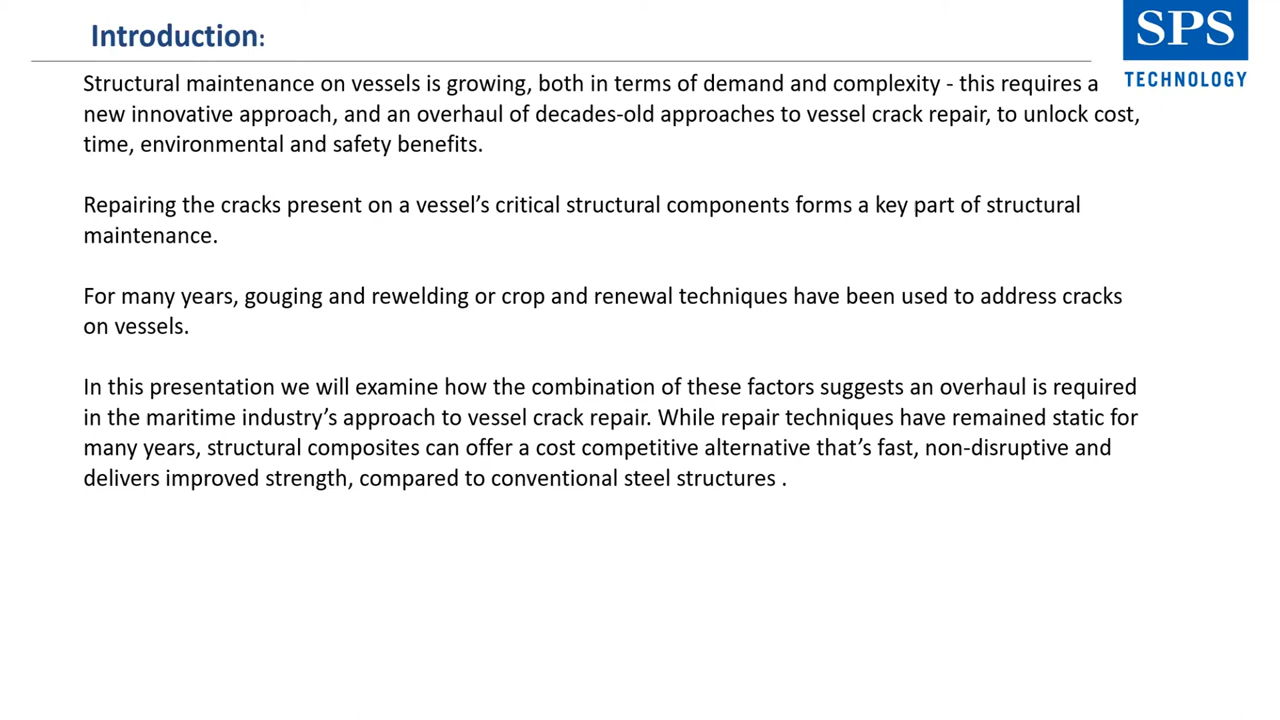 Introduction:
SPS
TECHNOLOGY
Structural maintenance on vessels is growing, both in terms of demand and complexity - this requires a
new innovative approach, and an overhaul of decades-old approaches to vessel crack repair, to unlock cost,
time, environmental and safety benefits.
Repairing the cracks present on a vessel’s critical structural components forms a key part of structural
maintenance.
For many years, gouging and rewelding or crop and renewal techniques have been used to address cracks
on vessels.
In this presentation we will examine how the combination of these factors suggests an overhaul is required
in the maritime industry’s approach to vessel crack repair. While repair techniques have remained static for
many years, structural composites can offer a cost competitive alternative that’s fast, non-disruptive and
delivers improved strength, compared to conventional steel structures .